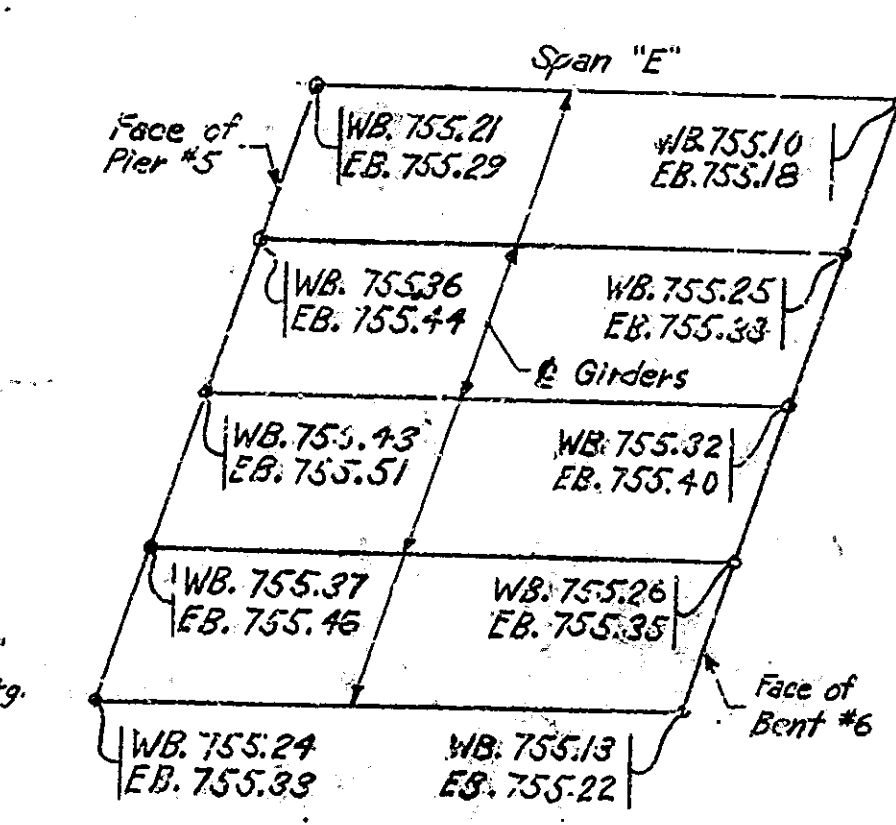 Span "E"
Face of
Pier #5
WB. 755.21
EB. 755.29
WB. 755.10
EB. 755.18
WB. 755.36
EB. 755.44
WB. 755.25
EB. 755.33
℄ Girders
WB. 755.43
EB. 755.51
WB. 755.32
EB. 755.40
WB. 755.37
EB. 755.46
WB. 755.26
EB. 755.35
Face of
Bent #6
WB. 755.24
EB. 755.33
WB. 755.13
EB. 755.22